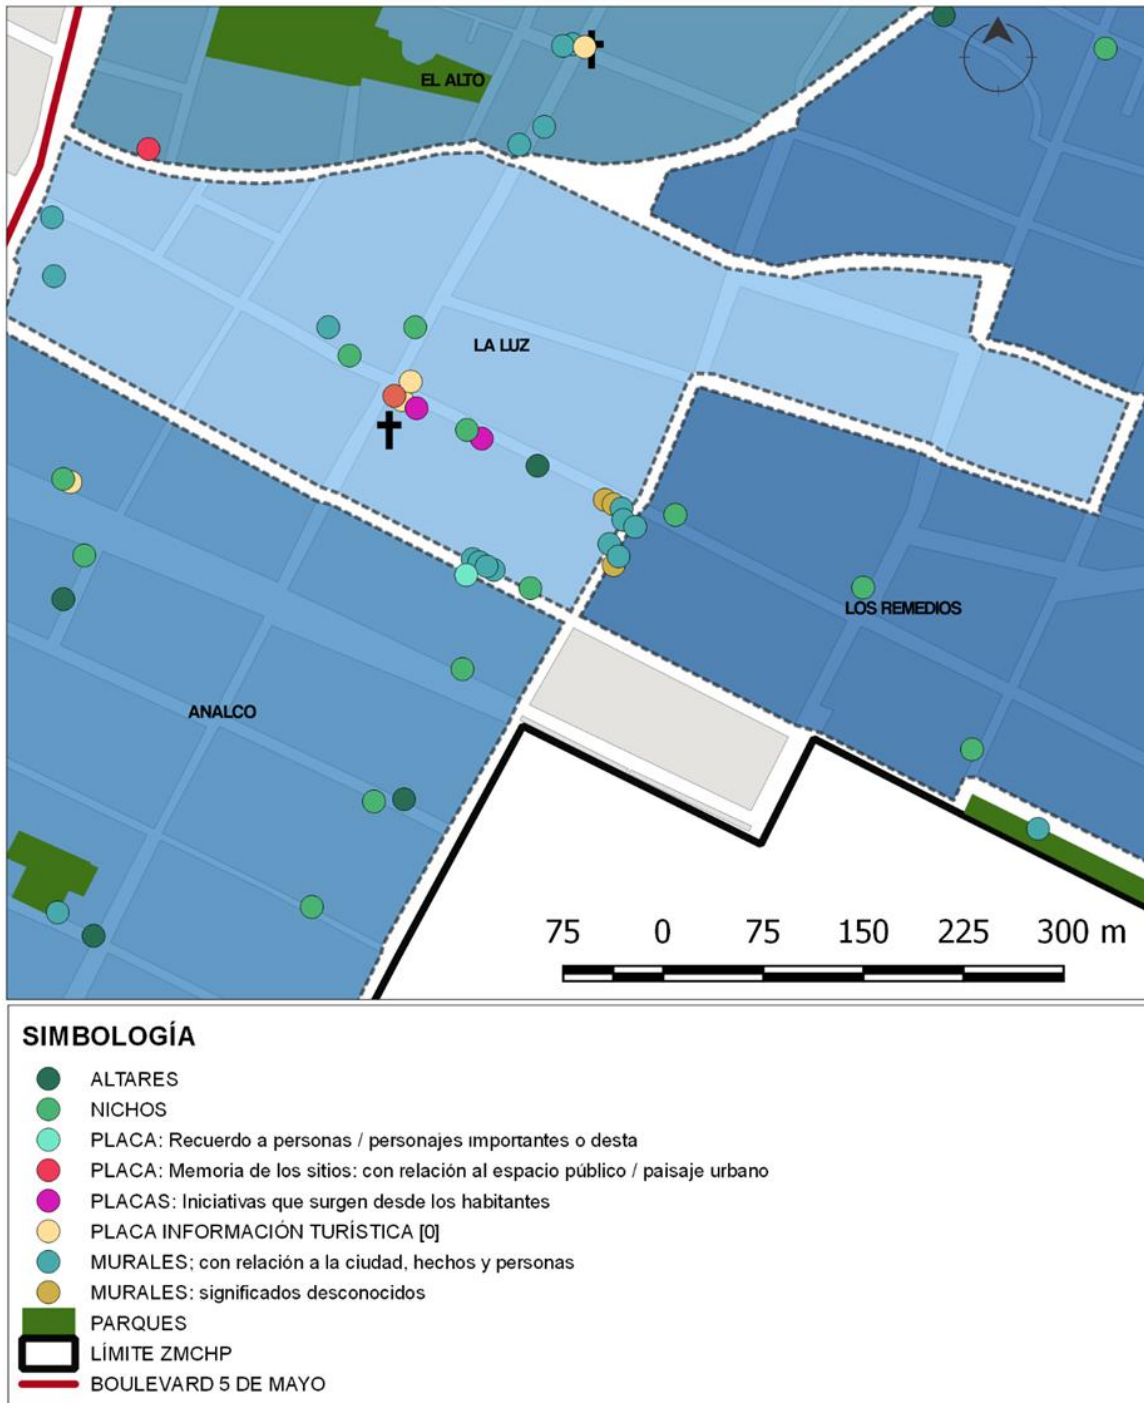 EL ALTO
LA LUZ
LOS REMEDIOS
ANALCO
75 0 75 150 225 300 m
SIMBOLOGÍA
ALTARES
NICHOS
PLACA: Recuerdo a personas / personajes importantes o desta
PLACA: Memoria de los sitios: con relación al espacio público / paisaje urbano
PLACAS: Iniciativas que surgen desde los habitantes
PLACA INFORMACIÓN TURÍSTICA [0]
MURALES; con relación a la ciudad, hechos y personas
MURALES: significados desconocidos
PARQUES
LÍMITE ZMCHP
BOULEVARD 5 DE MAYO